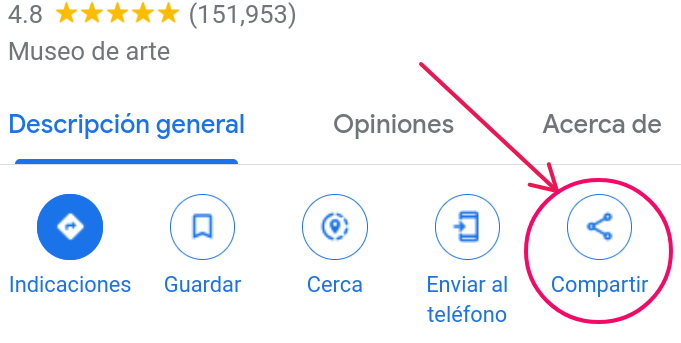 4.8 (151,953)
Museo de arte
Descripción general Opiniones Acerca de
Indicaciones Guardar Cerca Enviar al teléfono Compartir